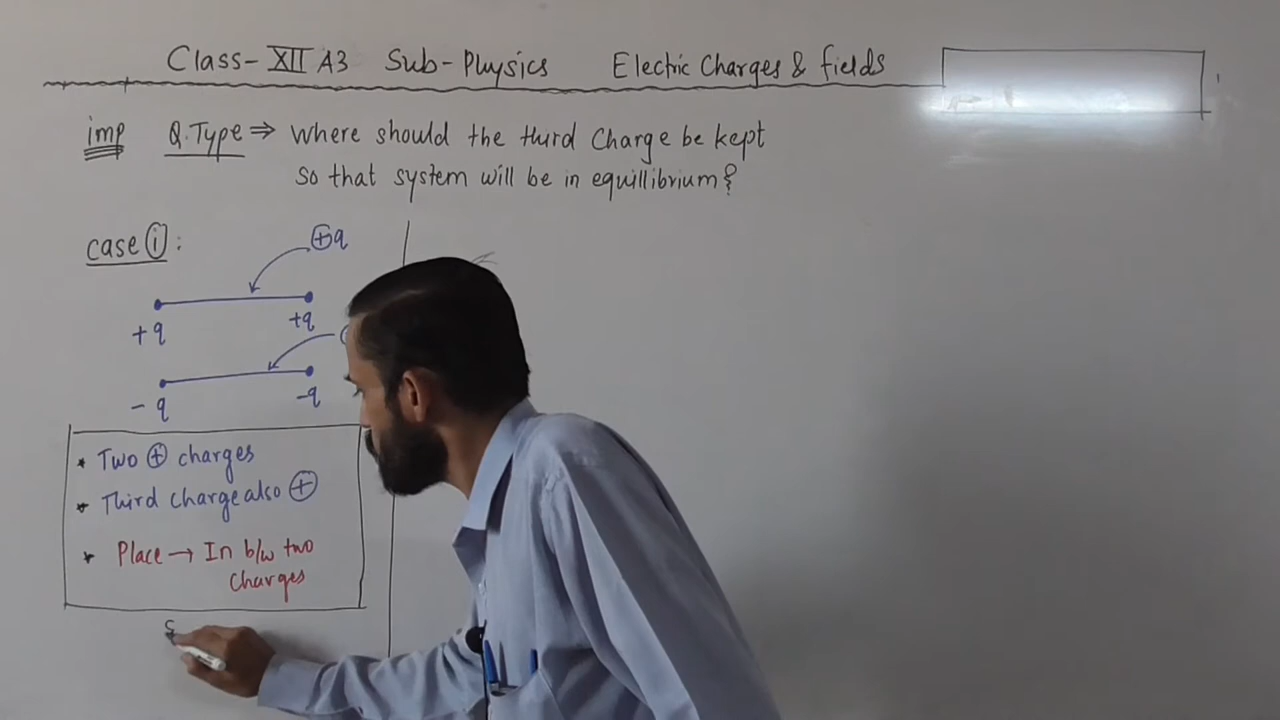 Class-XII A3 Sub-Physics Electric Charges & fields
imp Q.Type ⇒ Where should the third Charge be kept
so that system will be in equillibrium?
case (i) :
⊕q
+q +q
-q -q
* Two ⊕ charges
* Third charge also ⊕
* Place → In b/w two
charges